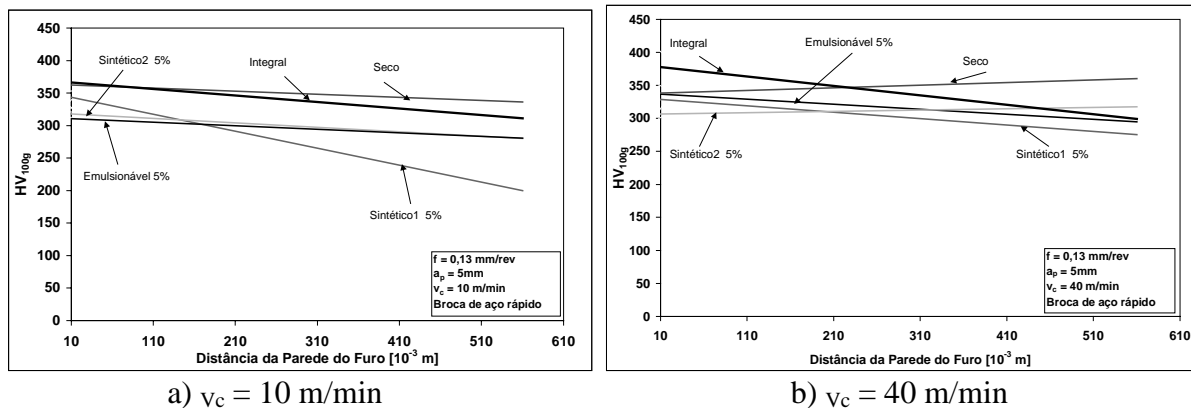 450
400
350
300
250
200
150
100
50
0
HV100g
Sintético2 5%
Integral
Seco
Emulsionável 5%
Sintético1 5%
f = 0,13 mm/rev
ap = 5mm
vc = 10 m/min
Broca de aço rápido
10 110 210 310 410 510 610
Distância da Parede do Furo [10-3 m]
a) vc = 10 m/min
450
400
350
300
250
200
150
100
50
0
HV100g
Integral
Emulsionável 5%
Seco
Sintético2 5%
Sintético1 5%
f = 0,13 mm/rev
ap = 5mm
vc = 40 m/min
Broca de aço rápido
10 110 210 310 410 510 610
Distância da Parede do Furo [10-3 m]
b) vc = 40 m/min